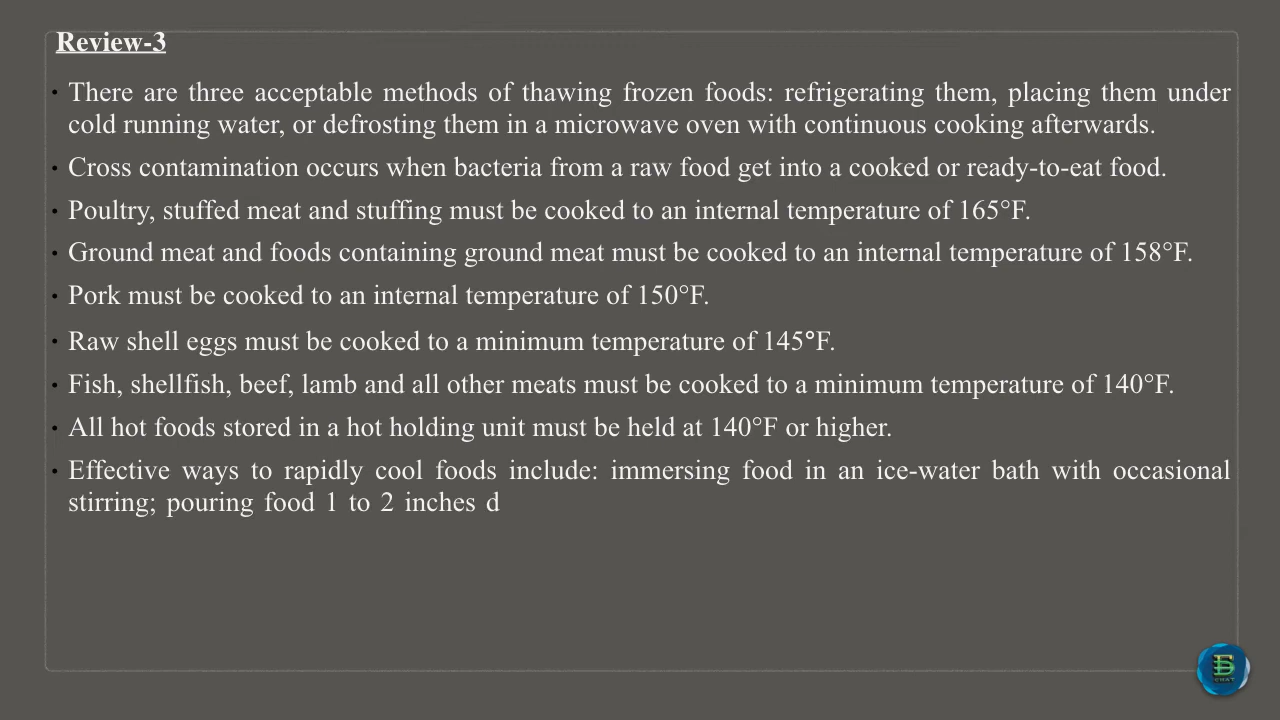 Review-3
• There are three acceptable methods of thawing frozen foods: refrigerating them, placing them under
cold running water, or defrosting them in a microwave oven with continuous cooking afterwards.
• Cross contamination occurs when bacteria from a raw food get into a cooked or ready-to-eat food.
• Poultry, stuffed meat and stuffing must be cooked to an internal temperature of 165°F.
• Ground meat and foods containing ground meat must be cooked to an internal temperature of 158°F.
• Pork must be cooked to an internal temperature of 150°F.
• Raw shell eggs must be cooked to a minimum temperature of 145°F.
• Fish, shellfish, beef, lamb and all other meats must be cooked to a minimum temperature of 140°F.
• All hot foods stored in a hot holding unit must be held at 140°F or higher.
• Effective ways to rapidly cool foods include: immersing food in an ice-water bath with occasional
stirring; pouring food 1 to 2 inches d